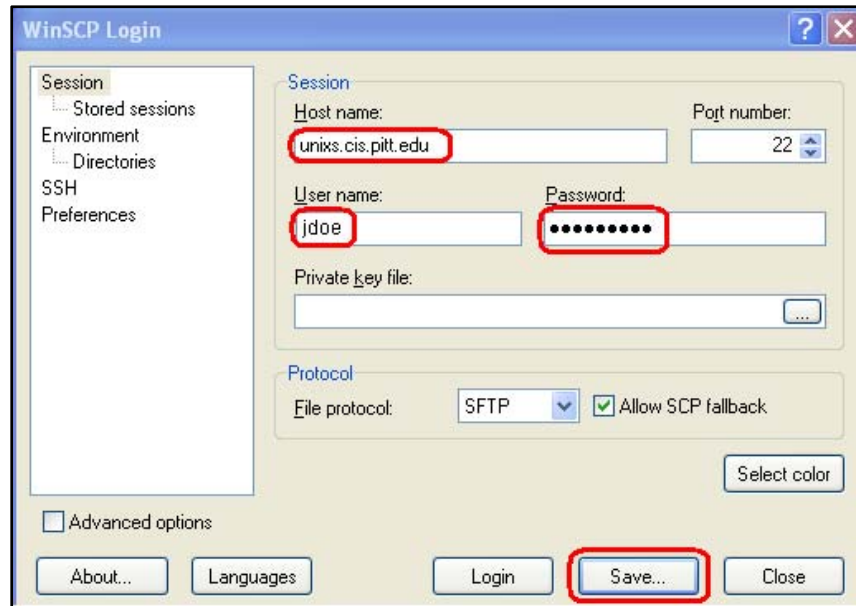 WinSCP Login
Session
Stored sessions
Environment
Directories
SSH
Preferences
Advanced options
Session
Host name:
Port number:
unixs.cis.pitt.edu
22
User name:
Password:
jdoe
•••••••••
Private key file:
...
Protocol
File protocol:
SFTP
Allow SCP fallback
Select color
About...
Languages
Login
Save...
Close